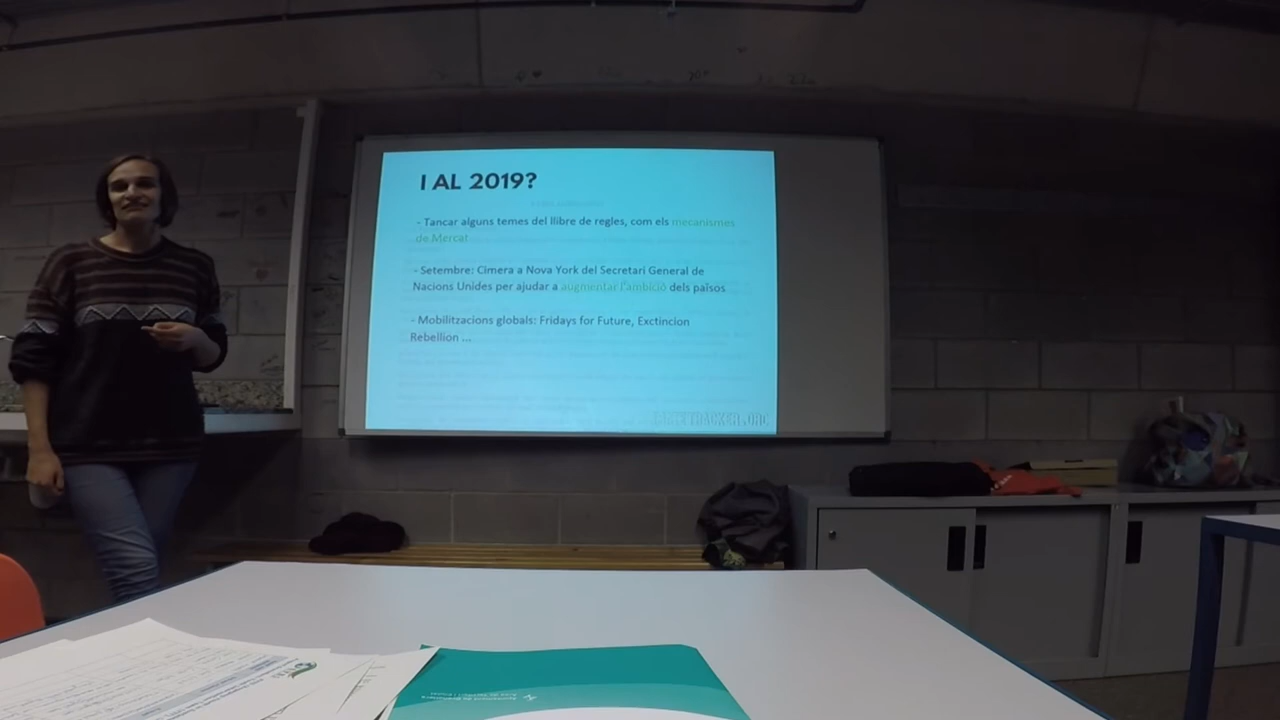 I AL 2019?
- Tancar alguns temes del llibre de regles, com els mecanismes
de Mercat
- Setembre: Cimera a Nova York del Secretari General de
Nacions Unides per ajudar a augmentar l'ambició dels països
- Mobilitzacions globals: Fridays for Future, Exctincion
Rebellion ...